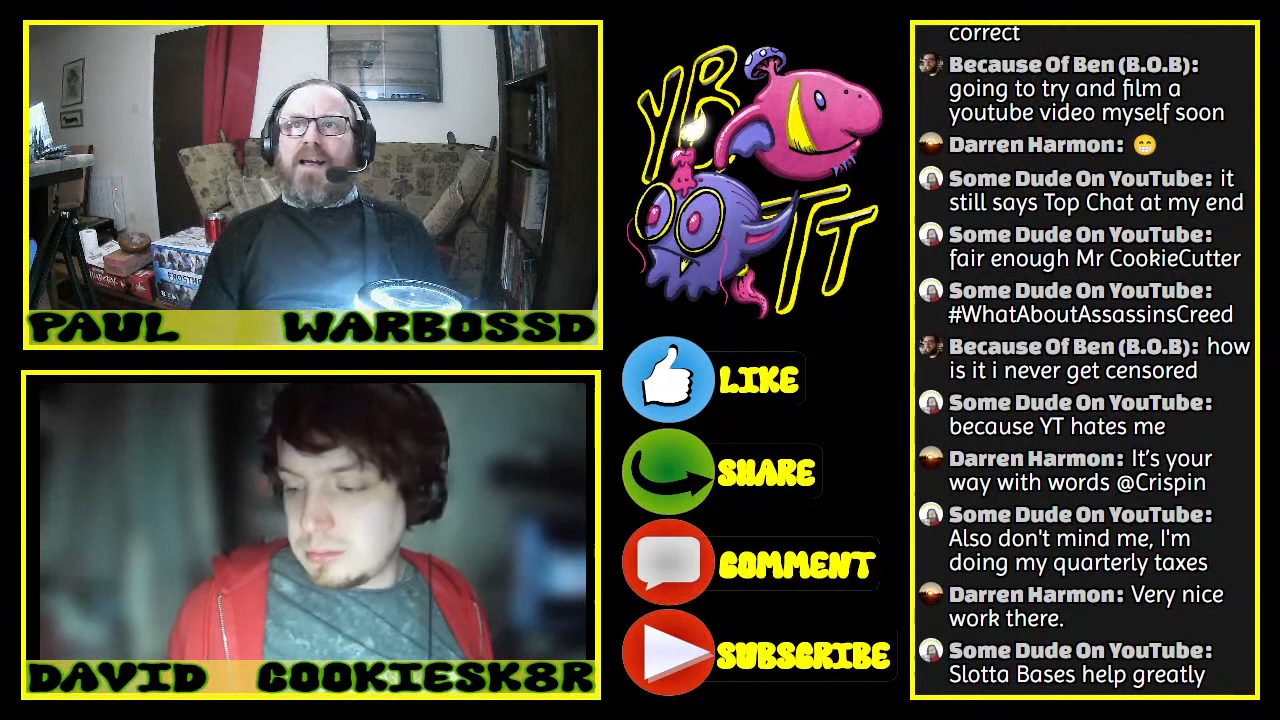 PAUL WARBOSSD
DAVID COOKIESK8R
YB
TT
LIKE
SHARE
COMMENT
SUBSCRIBE
correct
Because Of Ben (B.O.B):
going to try and film a
youtube video myself soon
Darren Harmon: 😁
Some Dude On YouTube: it
still says Top Chat at my end
Some Dude On YouTube:
fair enough Mr CookieCutter
Some Dude On YouTube:
#WhatAboutAssassinsCreed
Because Of Ben (B.O.B): how
is it i never get censored
Some Dude On YouTube:
because YT hates me
Darren Harmon: It's your
way with words @Crispin
Some Dude On YouTube:
Also don't mind me, I'm
doing my quarterly taxes
Darren Harmon: Very nice
work there.
Some Dude On YouTube:
Slotta Bases help greatly